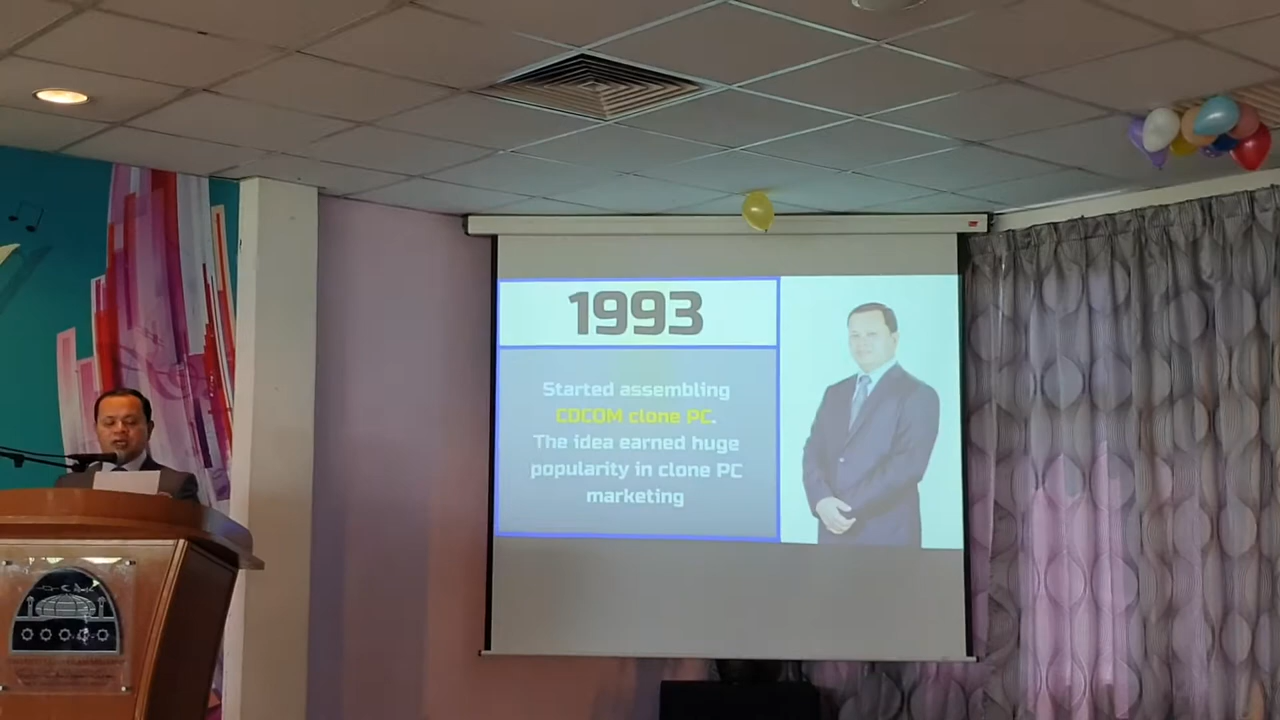 1993
Started assembling
CDCOM clone PC.
The idea earned huge
popularity in clone PC
marketing